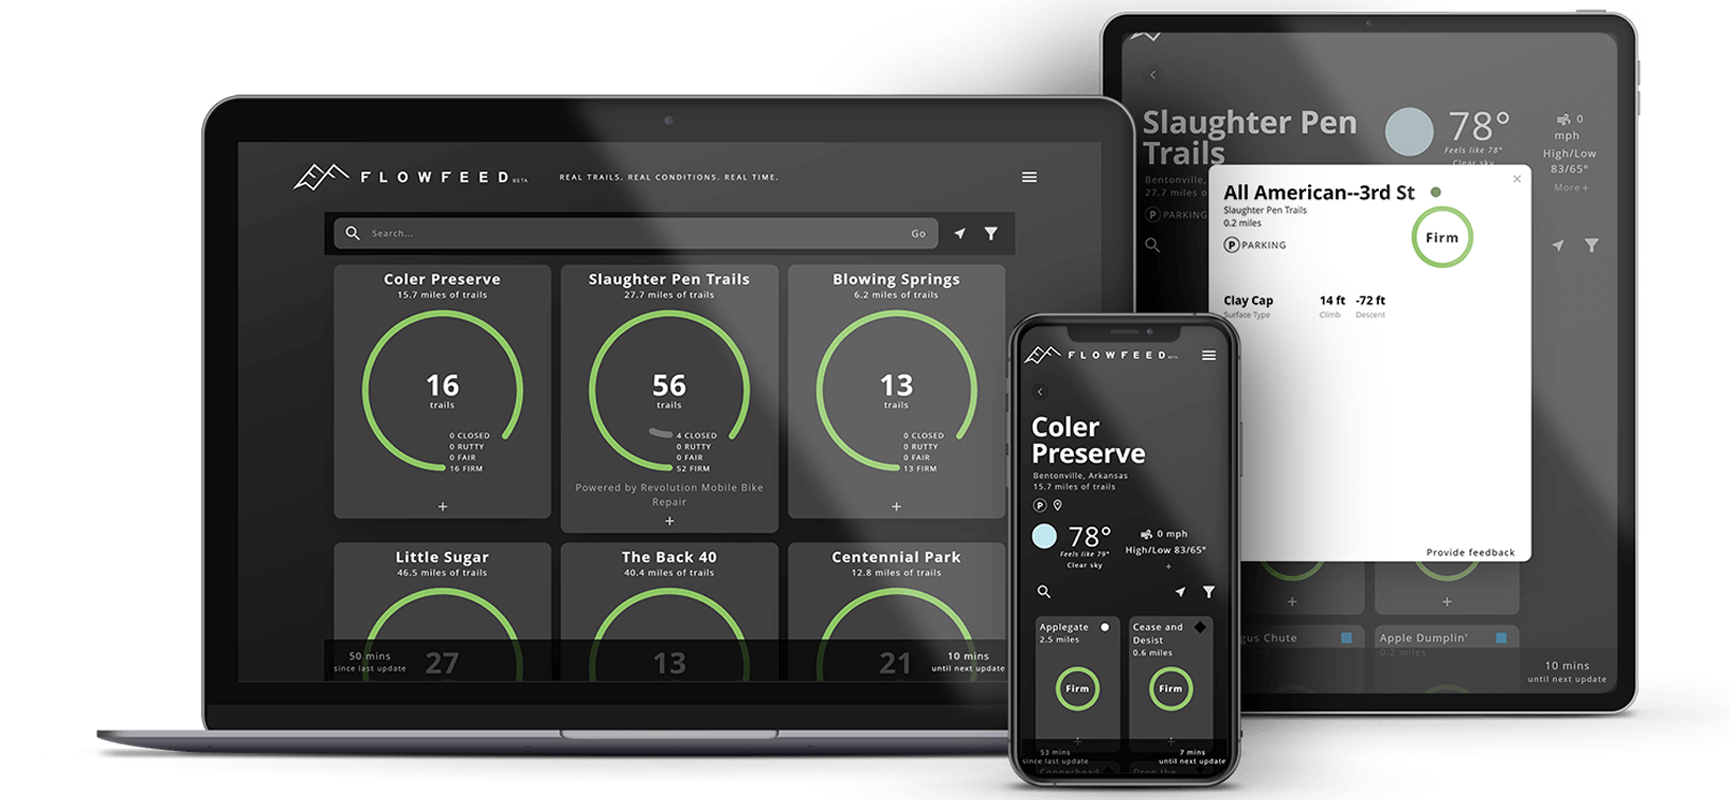 FLOWFEED BETA
REAL TRAILS. REAL CONDITIONS. REAL TIME.
Search...
Go
Coler Preserve
15.7 miles of trails
16
trails
0 CLOSED
0 RUTTY
0 FAIR
16 FIRM
+
Slaughter Pen Trails
27.7 miles of trails
56
trails
4 CLOSED
0 RUTTY
0 FAIR
52 FIRM
Powered by Revolution Mobile Bike
Repair
+
Blowing Springs
6.2 miles of trails
13
trails
0 CLOSED
0 RUTTY
0 FAIR
13 FIRM
+
Little Sugar
46.5 miles of trails
27
The Back 40
40.4 miles of trails
13
Centennial Park
12.8 miles of trails
21
50 mins
since last update
10 mins
until next update
FLOWFEED BETA
Coler
Preserve
Bentonville, Arkansas
15.7 miles of trails
P
78°
Feels like 79°
Clear sky
0 mph
High/Low 83/65°
+
Applegate
2.5 miles
Firm
+
Cease and
Desist
0.6 miles
Firm
+
53 mins
since last update
7 mins
until next update
Copperhead
Drop the
Slaughter Pen
Trails
Bentonville,
27.7 miles o
P PARKING
78°
Feels like 78°
Clear sky
0
mph
High/Low
83/65°
More +
All American--3rd St
Slaughter Pen Trails
0.2 miles
P PARKING
Firm
Clay Cap
Surface Type
14 ft
Climb
-72 ft
Descent
Provide feedback
+
+
gus Chute
Apple Dumplin'
0.2 miles
10 mins
until next update